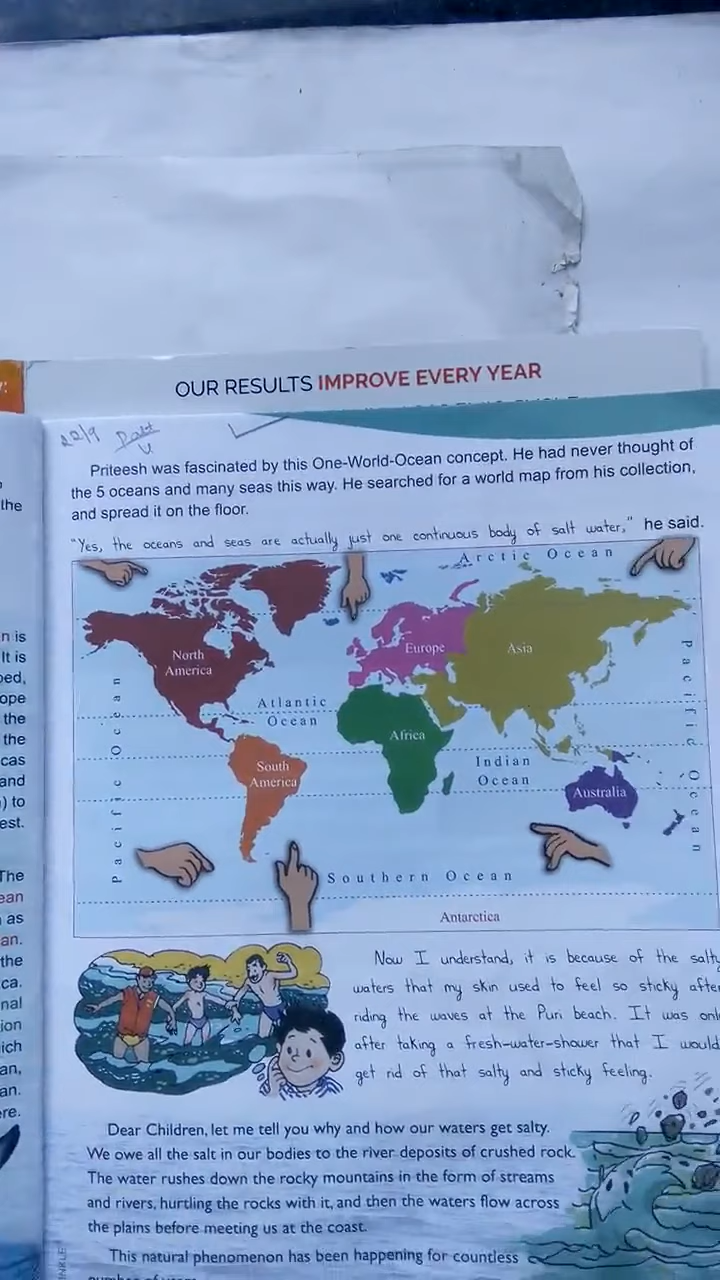 OUR RESULTS IMPROVE EVERY YEAR
22/9
Priteesh was fascinated by this One-World-Ocean concept. He had never thought of
the 5 oceans and many seas this way. He searched for a world map from his collection,
and spread it on the floor.
"Yes, the oceans and seas are actually just one continuous body of salt water," he said.
Arctic Ocean
North
America
Europe
Asia
Atlantic
Ocean
Africa
Pacific Ocean
Pacific Ocean
South
America
Indian
Ocean
Australia
Southern Ocean
Antarctica
Now I understand, it is because of the salty
waters that my skin used to feel so sticky after
riding the waves at the Puri beach. It was only
after taking a fresh-water-shower that I would
get rid of that salty and sticky feeling.
Dear Children, let me tell you why and how our waters get salty.
We owe all the salt in our bodies to the river deposits of crushed rock.
The water rushes down the rocky mountains in the form of streams
and rivers, hurtling the rocks with it, and then the waters flow across
the plains before meeting us at the coast.
This natural phenomenon has been happening for countless